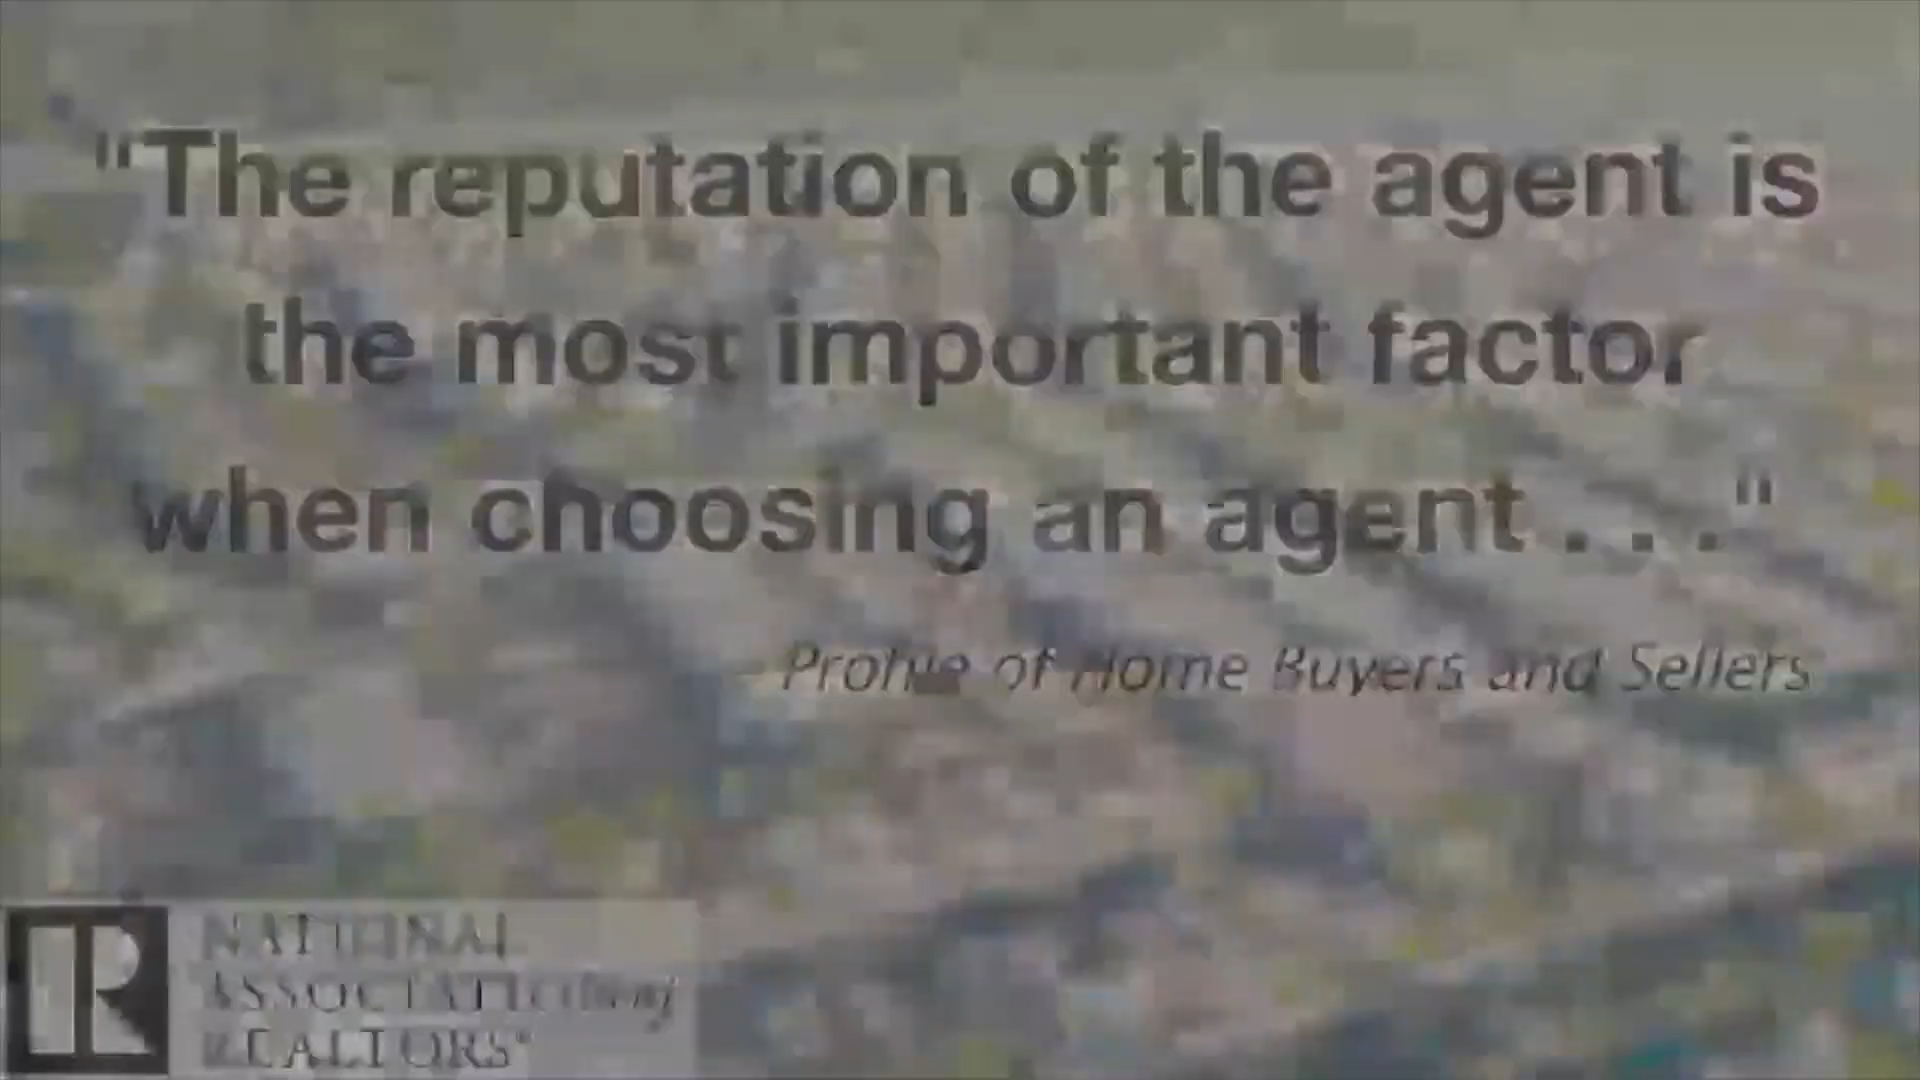 "The reputation of the agent is
the most important factor
when choosing an agent . . ."
- Profile of Home Buyers and Sellers
R
NATIONAL
ASSOCIATION of
REALTORS®